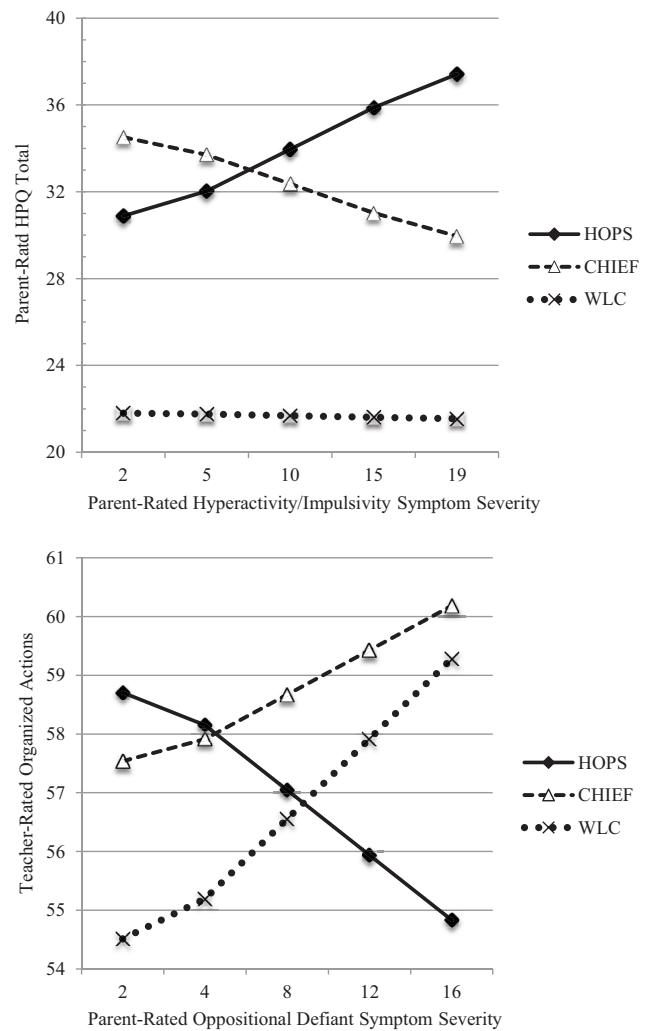 40
36
32
28
24
20
Parent-Ratd HPQ Total
2 5 10 15 19
Parent-Rated Hyperactivity/Impulsivity Symptom Severity
HOPS
CHIEF
WLC
61
60
59
58
57
56
55
54
Teacher-Rated Organized Actions
2 4 8 12 16
Parent-Rated Oppositional Defiant Symptom Severity
HOPS
CHIEF
WLC